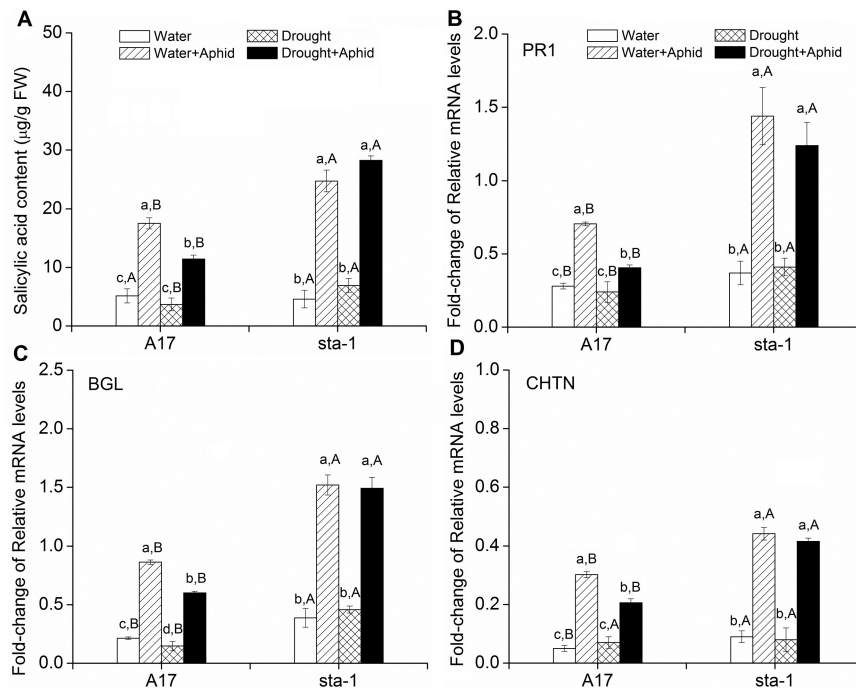 A
Salicylic acid content (μg/g FW)
50
40
30
20
10
0
Water
Drought
Water+Aphid
Drought+Aphid
c,A
a,B
c,B
b,B
b,A
a,A
b,A
a,A
A17
sta-1
B
Fold-change of Relative mRNA levels
2.0
1.5
1.0
0.5
0.0
PR1
Water
Drought
Water+Aphid
Drought+Aphid
c,B
a,B
c,B
b,B
b,A
a,A
b,A
a,A
A17
sta-1
C
Fold-change of Relative mRNA levels
2.5
2.0
1.5
1.0
0.5
0.0
BGL
c,B
a,B
d,B
b,B
b,A
a,A
b,A
a,A
A17
sta-1
D
Fold-change of Relative mRNA levels
1.0
0.8
0.6
0.4
0.2
0.0
CHTN
c,B
a,B
c,A
b,B
b,A
a,A
b,A
a,A
A17
sta-1